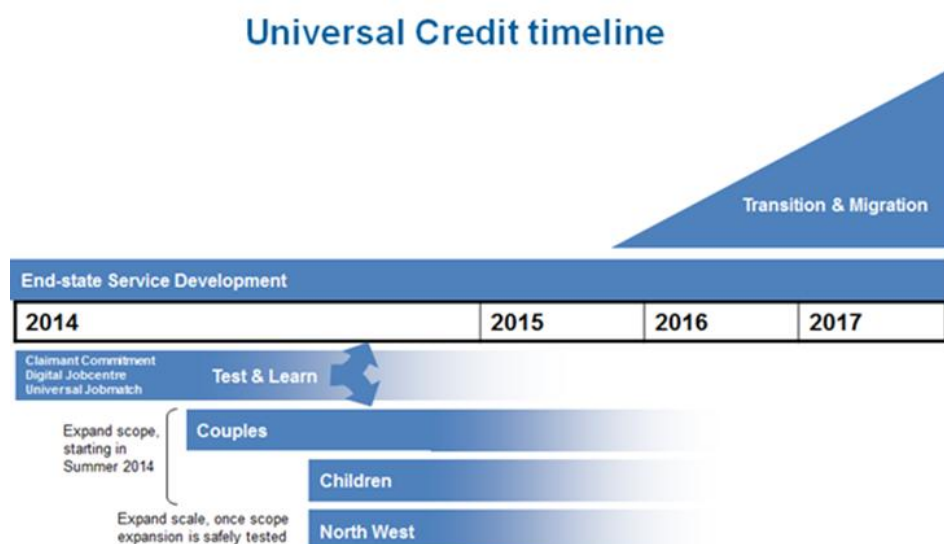 Universal Credit timeline
Transition & Migration
End-state Service Development
2014 2015 2016 2017
Claimant Commitment
Digital Jobcentre
Universal Jobmatch
Test & Learn
Expand scope,
starting in
Summer 2014
Couples
Children
Expand scale, once scope
expansion is safely tested
North West